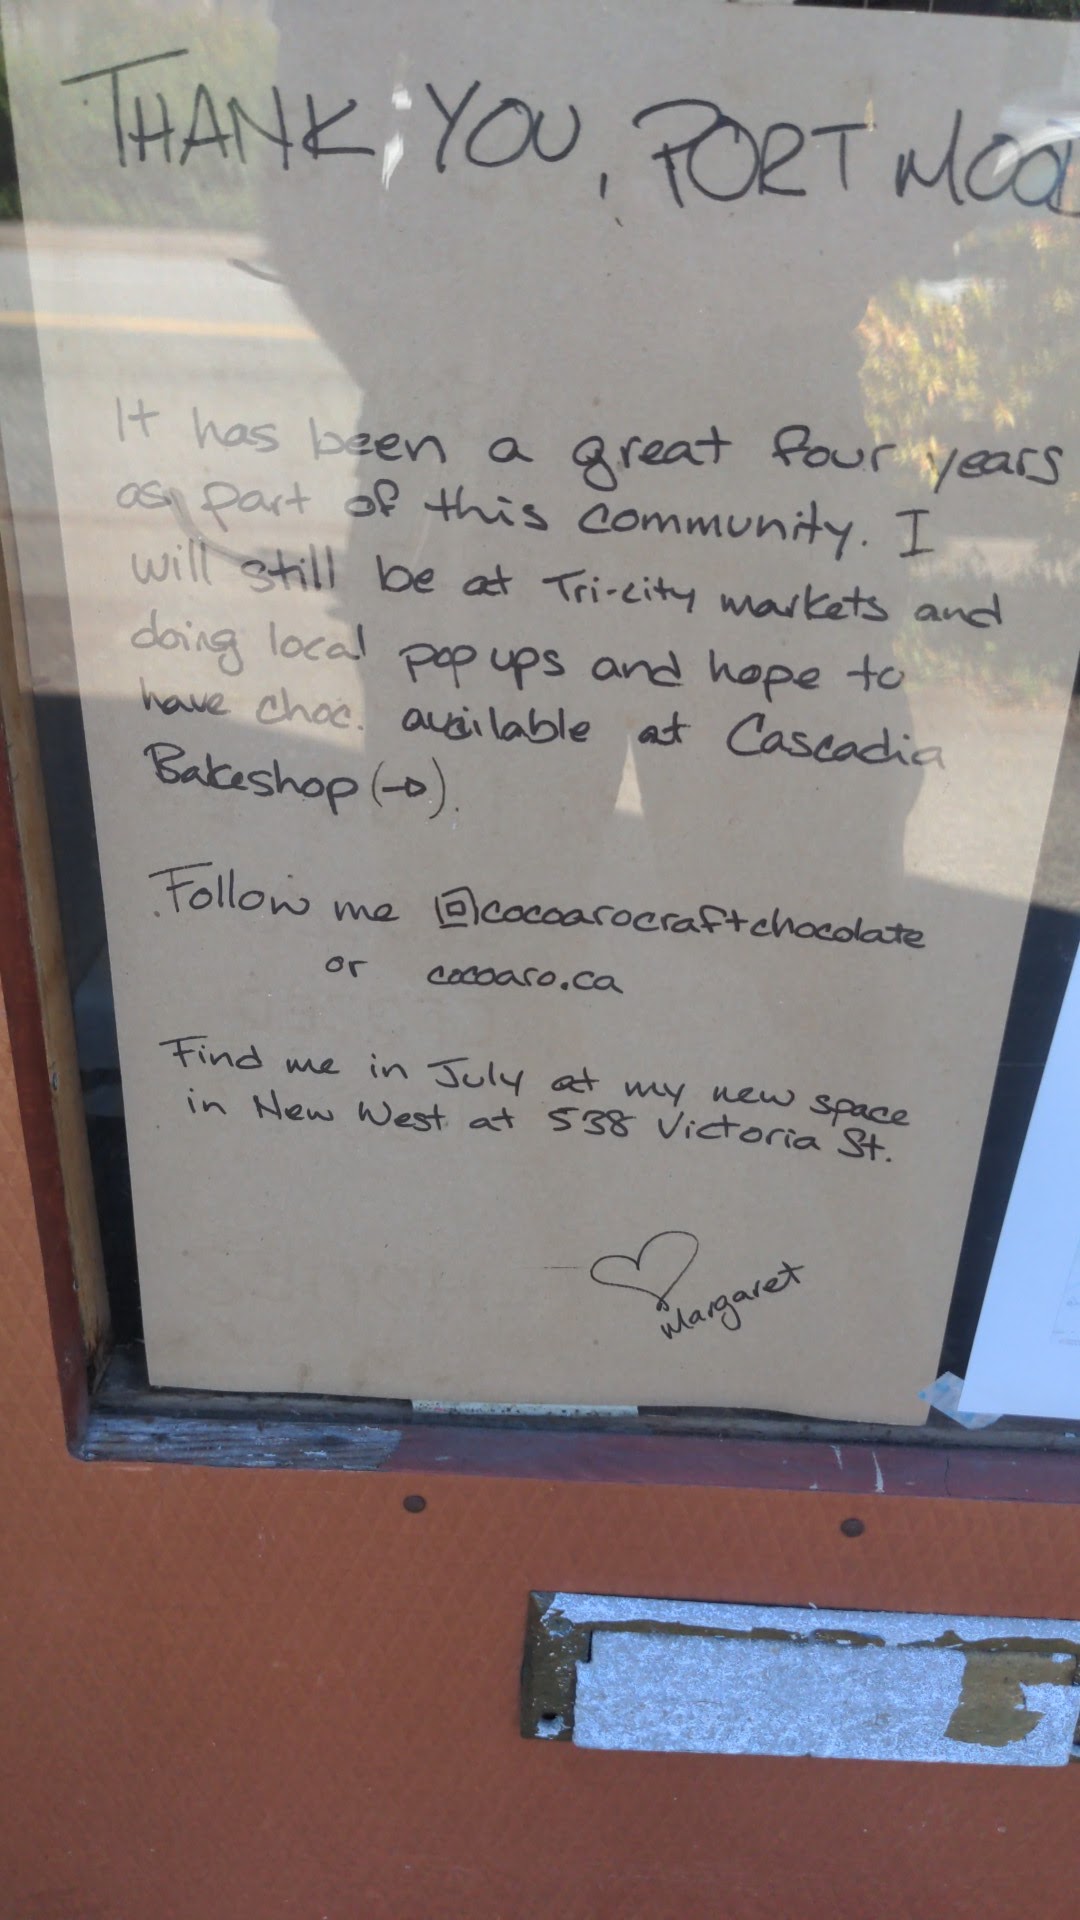 THANK YOU, PORT MOOD
It has been a great four years
as part of this community. I
will still be at Tri-city markets and
doing local pop ups and hope to
have choc. available at Cascadia
Bakeshop (→).
Follow me @cocoarocraftchocolate
or cocoaro.ca
Find me in July at my new space
in New West at 538 Victoria St.
Margaret